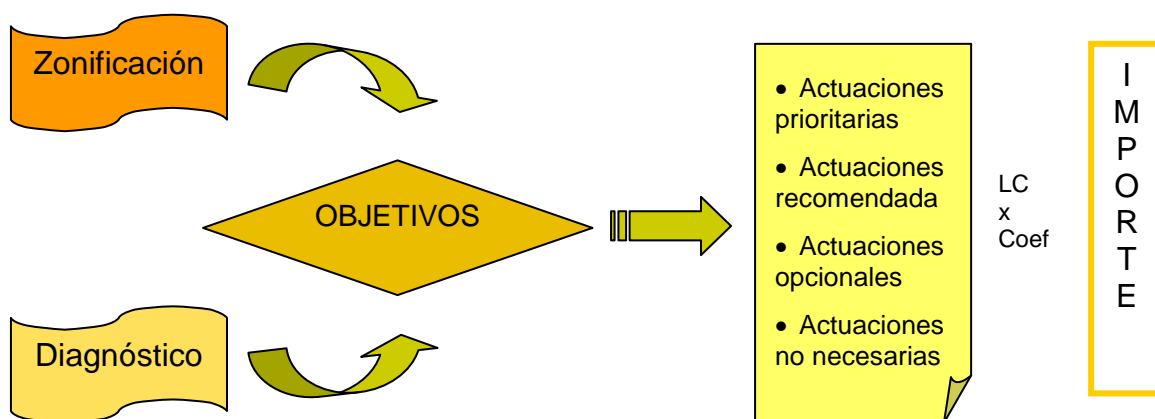 Zonificación
Diagnóstico
OBJETIVOS
• Actuaciones
prioritarias
• Actuaciones
recomendada
• Actuaciones
opcionales
• Actuaciones
no necesarias
LC
x
Coef
I
M
P
O
R
T
E